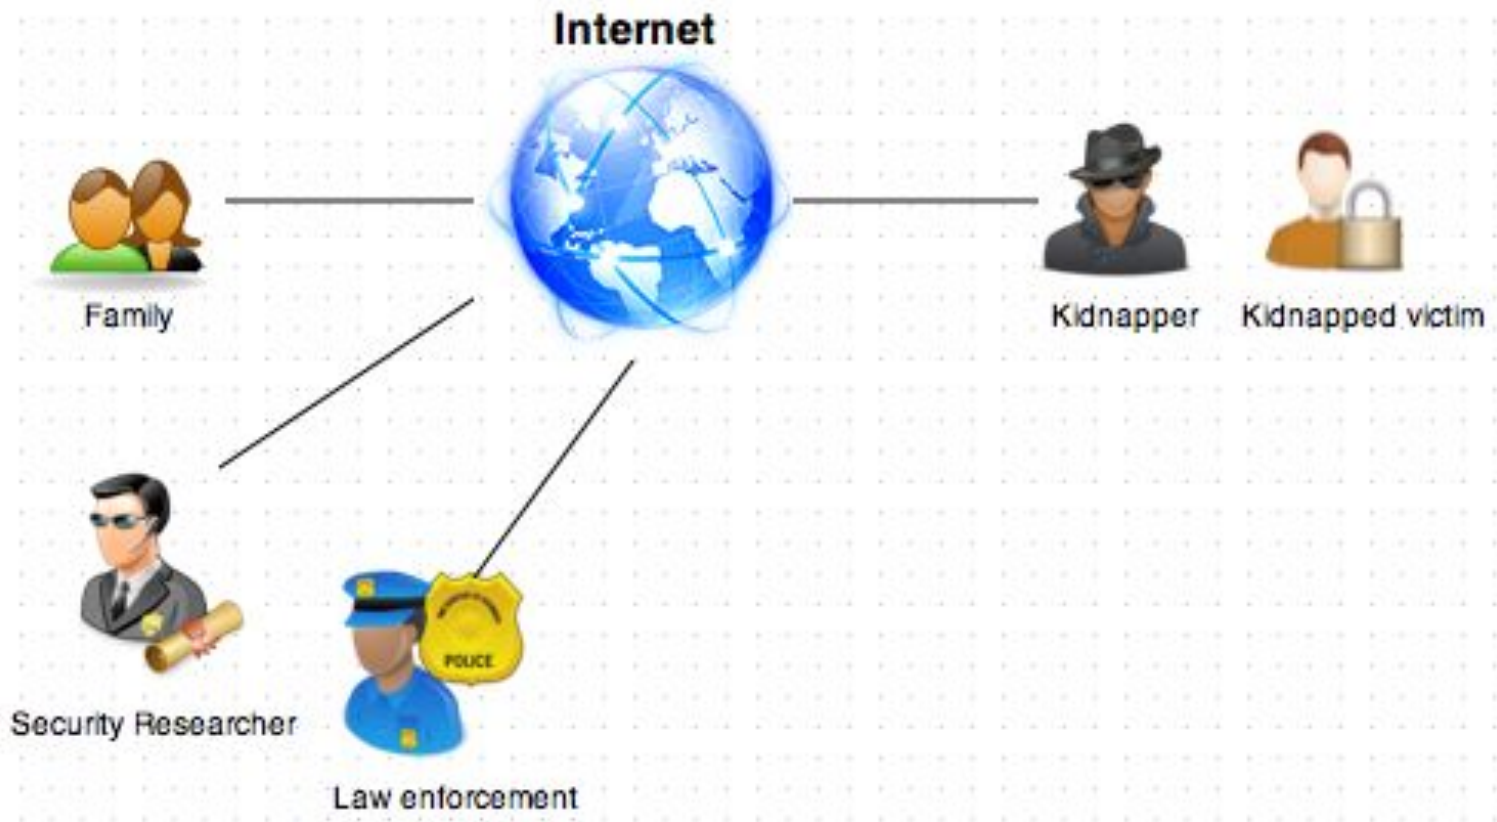 Internet
Family
Kidnapper
Kidnapped victim
POLICE
Security Researcher
Law enforcement